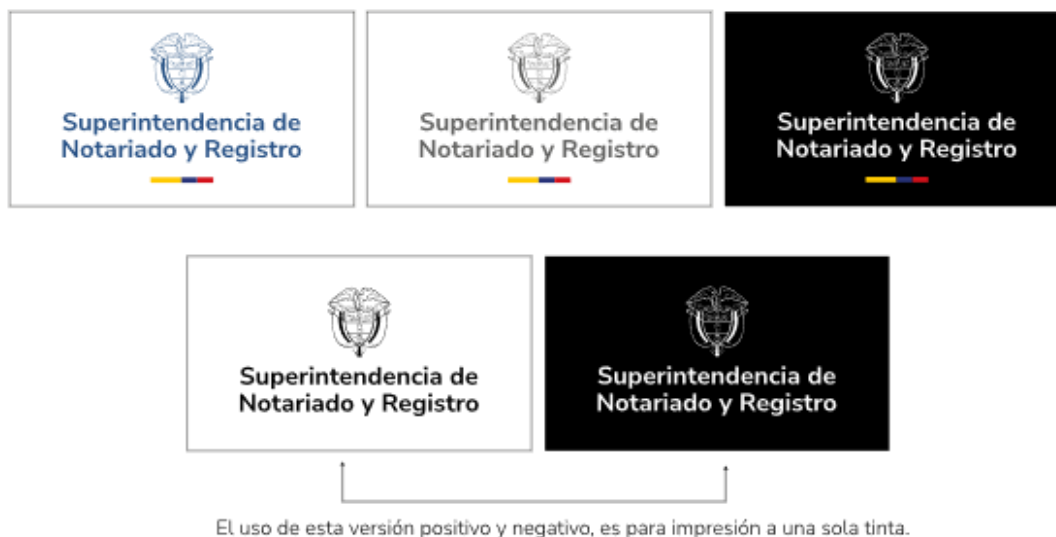 Superintendencia de
Notariado y Registro
Superintendencia de
Notariado y Registro
Superintendencia de
Notariado y Registro
Superintendencia de
Notariado y Registro
Superintendencia de
Notariado y Registro
El uso de esta versión positivo y negativo, es para impresión a una sola tinta.